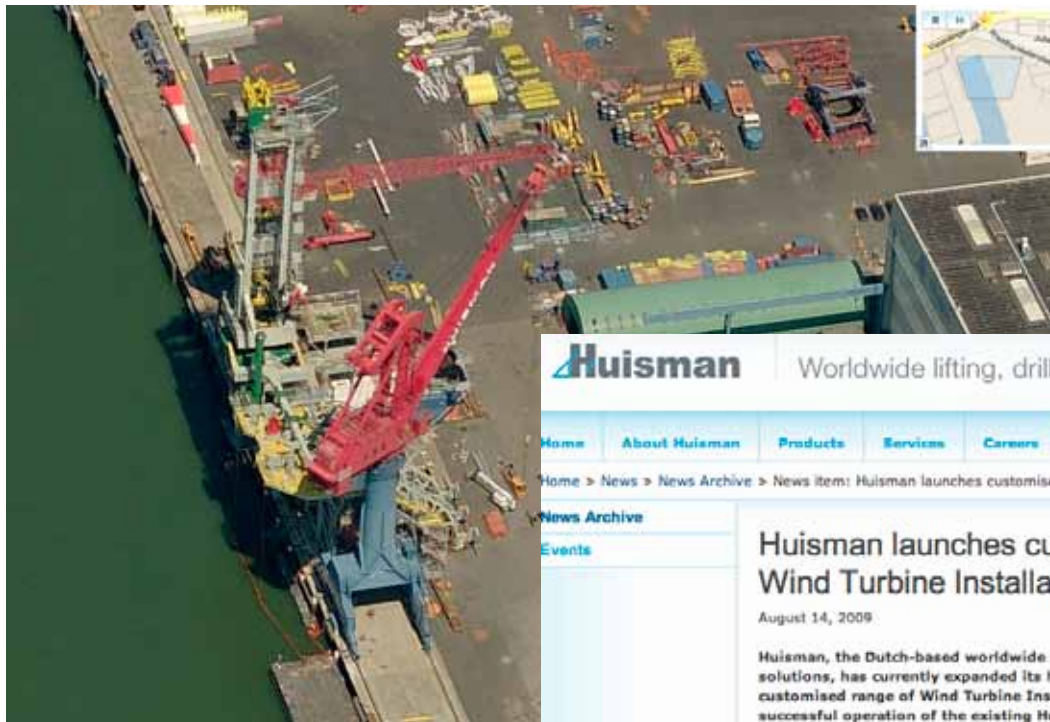 HUISMAN
Huisman
Worldwide lifting, drill
Home About Huisman Products Services Careers
Home > News > News Archive > News item: Huisman launches customis
News Archive
Events
Huisman launches cu
Wind Turbine Installa
August 14, 2009
Huisman, the Dutch-based worldwide
solutions, has currently expanded its
customised range of Wind Turbine Ins
successful operation of the existing